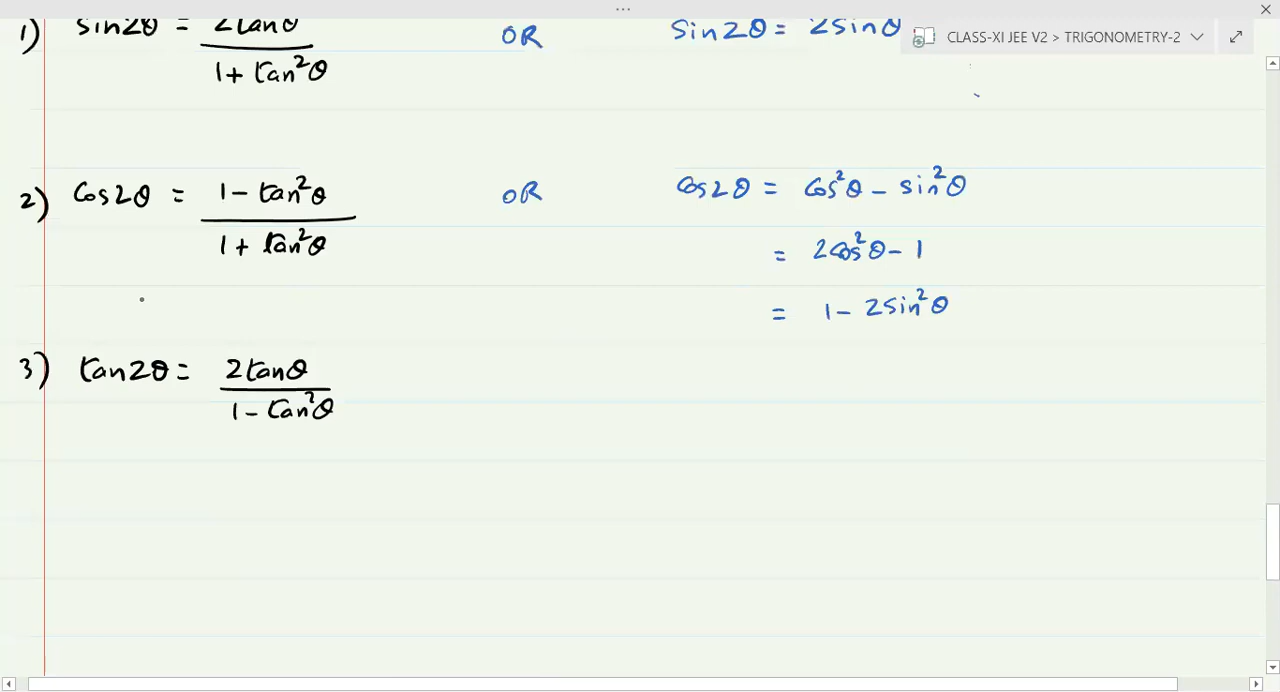 CLASS-XI JEE V2 > TRIGONOMETRY-2
1) sin2θ = 2tanθ / 1 + tan²θ OR sin2θ = 2sinθ
2) cos2θ = 1 - tan²θ / 1 + tan²θ OR cos2θ = cos²θ - sin²θ
= 2cos²θ - 1
= 1 - 2sin²θ
3) tan2θ = 2tanθ / 1 - tan²θ